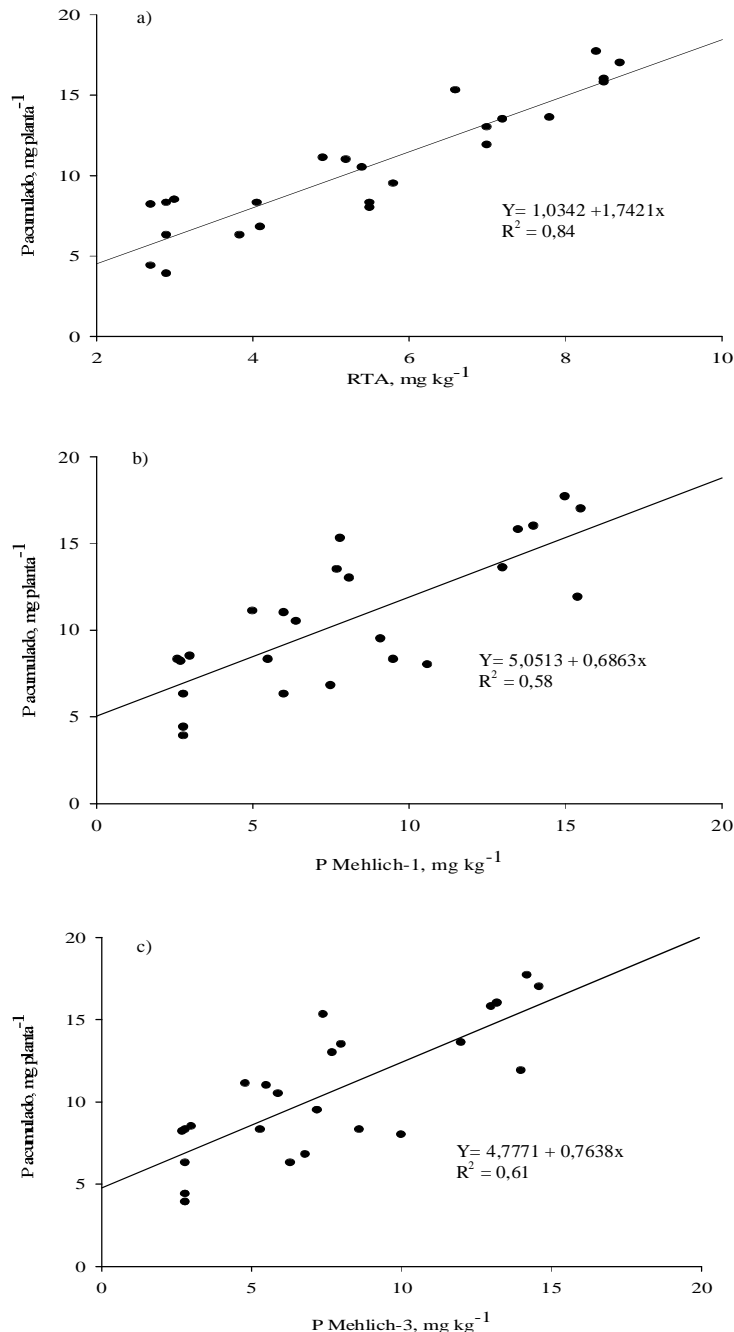 a)
P acumulado, mg planta-1
20
15
10
5
0
Y= 1,0342 +1,7421x
R2 = 0,84
2 4 6 8 10
RTA, mg kg-1
b)
P acumulado, mg planta-1
20
15
10
5
0
Y= 5,0513 + 0,6863x
R2 = 0,58
0 5 10 15 20
P Mehlich-1, mg kg-1
c)
P acumulado, mg planta-1
20
15
10
5
0
Y= 4,7771 + 0,7638x
R2 = 0,61
0 5 10 15 20
P Mehlich-3, mg kg-1